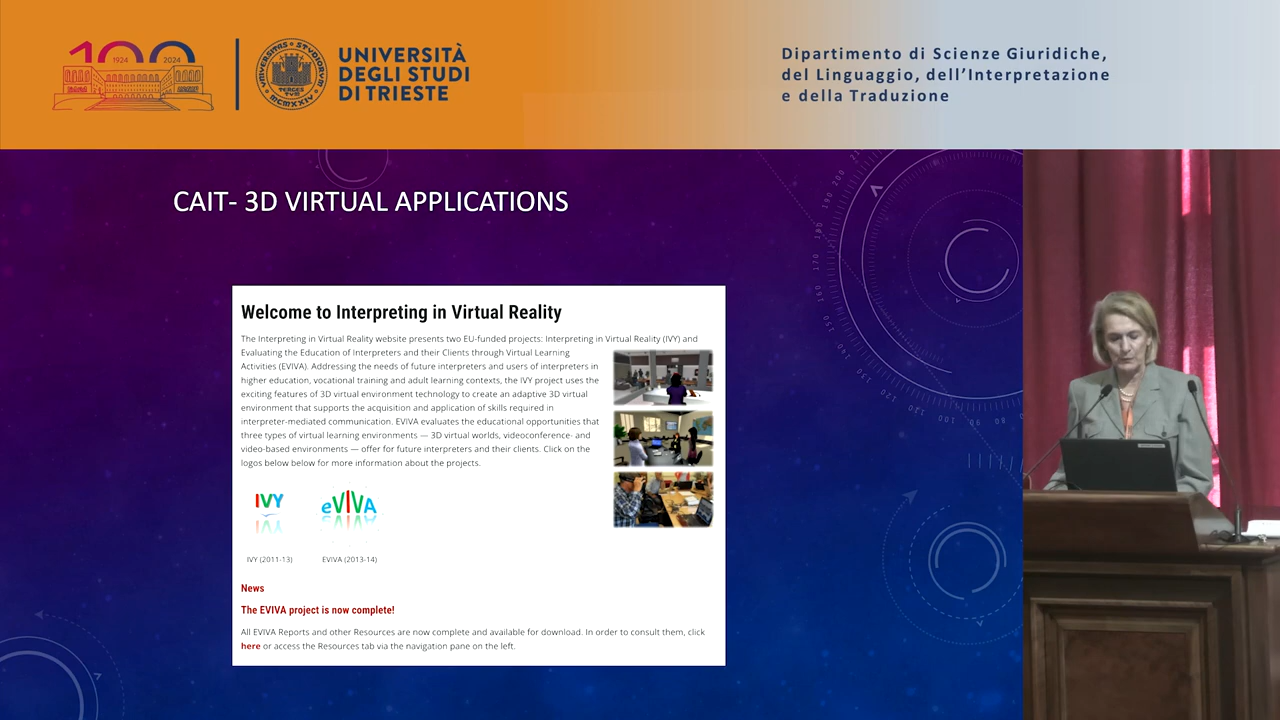 100
1924 2024
UNIVERSITÀ
DEGLI STUDI
DI TRIESTE
Dipartimento di Scienze Giuridiche,
del Linguaggio, dell’Interpretazione
e della Traduzione
CAIT- 3D VIRTUAL APPLICATIONS
Welcome to Interpreting in Virtual Reality
The Interpreting in Virtual Reality website presents two EU-funded projects: Interpreting in Virtual Reality (IVY) and
Evaluating the Education of Interpreters and their Clients through Virtual Learning
Activities (EVIVA). Addressing the needs of future interpreters and users of interpreters in
higher education, vocational training and adult learning contexts, the IVY project uses the
exciting features of 3D virtual environment technology to create an adaptive 3D virtual
environment that supports the acquisition and application of skills required in
interpreter-mediated communication. EVIVA evaluates the educational opportunities that
three types of virtual learning environments — 3D virtual worlds, videoconference- and
video-based environments — offer for future interpreters and their clients. Click on the
logos below below for more information about the projects.
IVY eVIVA
IVY (2011-13) EVIVA (2013-14)
News
The EVIVA project is now complete!
All EVIVA Reports and other Resources are now complete and available for download. In order to consult them, click
here or access the Resources tab via the navigation pane on the left.